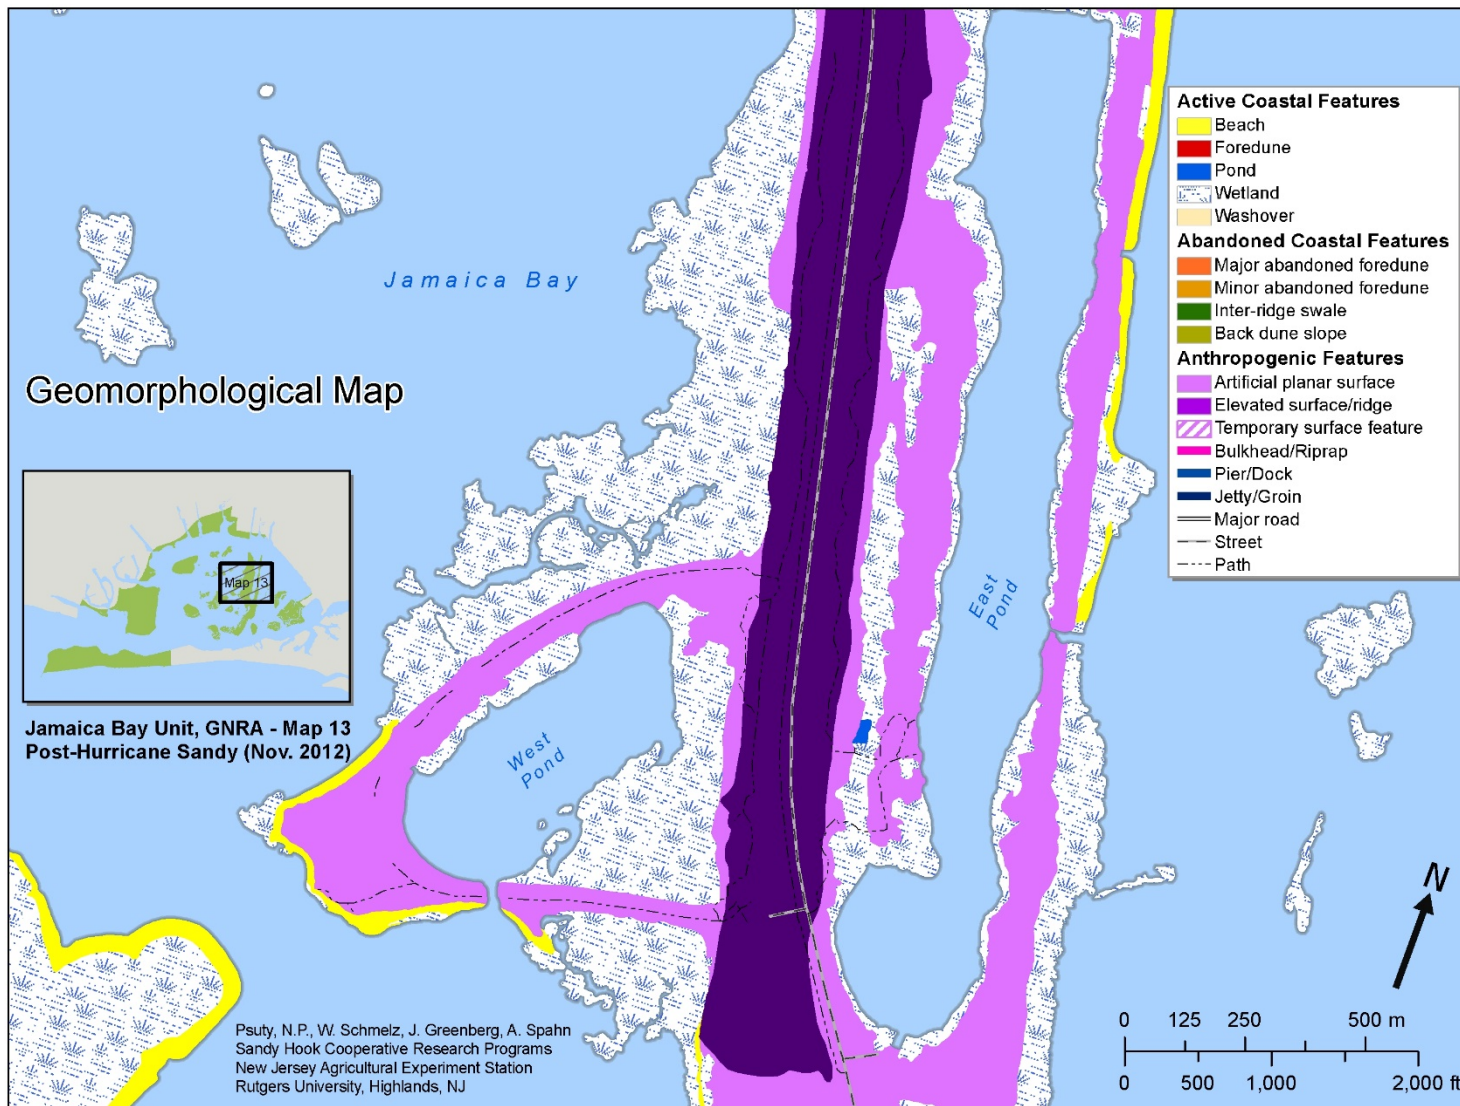 Active Coastal Features
Beach
Foredune
Pond
Wetland
Washover
Abandoned Coastal Features
Major abandoned foredune
Minor abandoned foredune
Inter-ridge swale
Back dune slope
Anthropogenic Features
Artificial planar surface
Elevated surface/ridge
Temporary surface feature
Bulkhead/Riprap
Pier/Dock
Jetty/Groin
Major road
Street
Path
Jamaica Bay
Geomorphological Map
Map 13
Jamaica Bay Unit, GNRA - Map 13
Post-Hurricane Sandy (Nov. 2012)
West
Pond
East
Pond
N
0 125 250 500 m
0 500 1,000 2,000 ft
Psuty, N.P., W. Schmelz, J. Greenberg, A. Spahn
Sandy Hook Cooperative Research Programs
New Jersey Agricultural Experiment Station
Rutgers University, Highlands, NJ